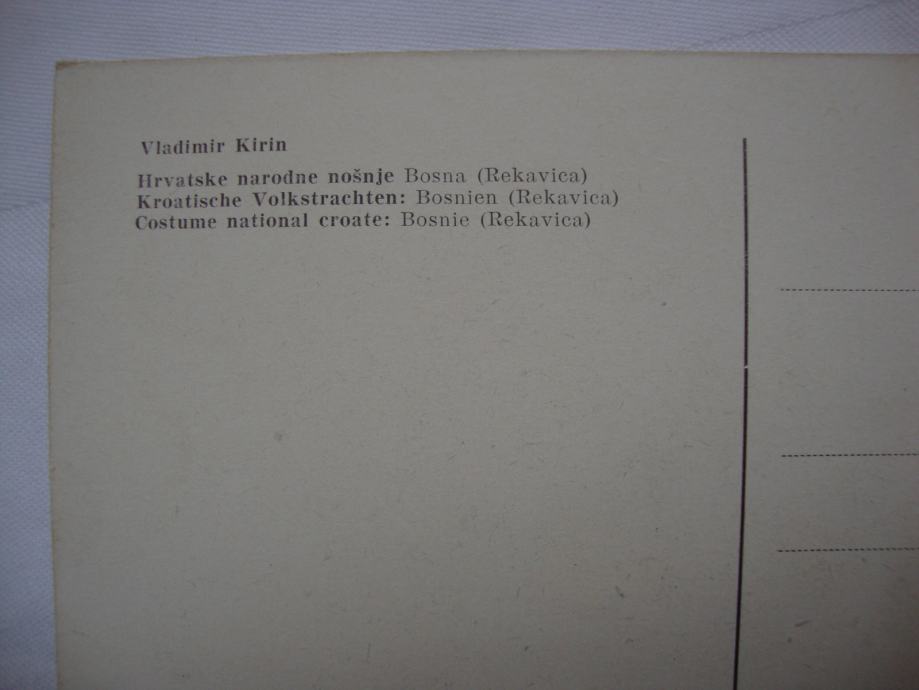 Vladimir Kirin
Hrvatske narodne nošnje Bosna (Rekavica)
Kroatische Volkstrachten: Bosnien (Rekavica)
Costume national croate: Bosnie (Rekavica)